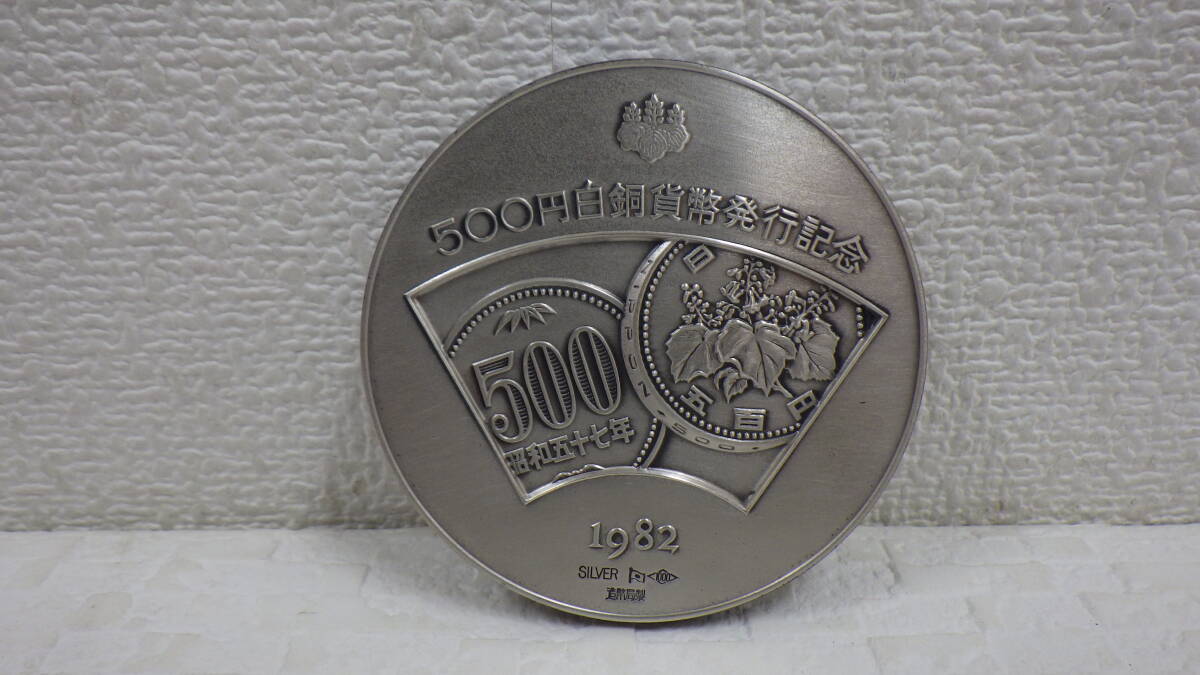 500円白銅貨幣発行記念
500
昭和五十七年
日
NIPPON 500
五百円
1982
SILVER 1000
造幣局製